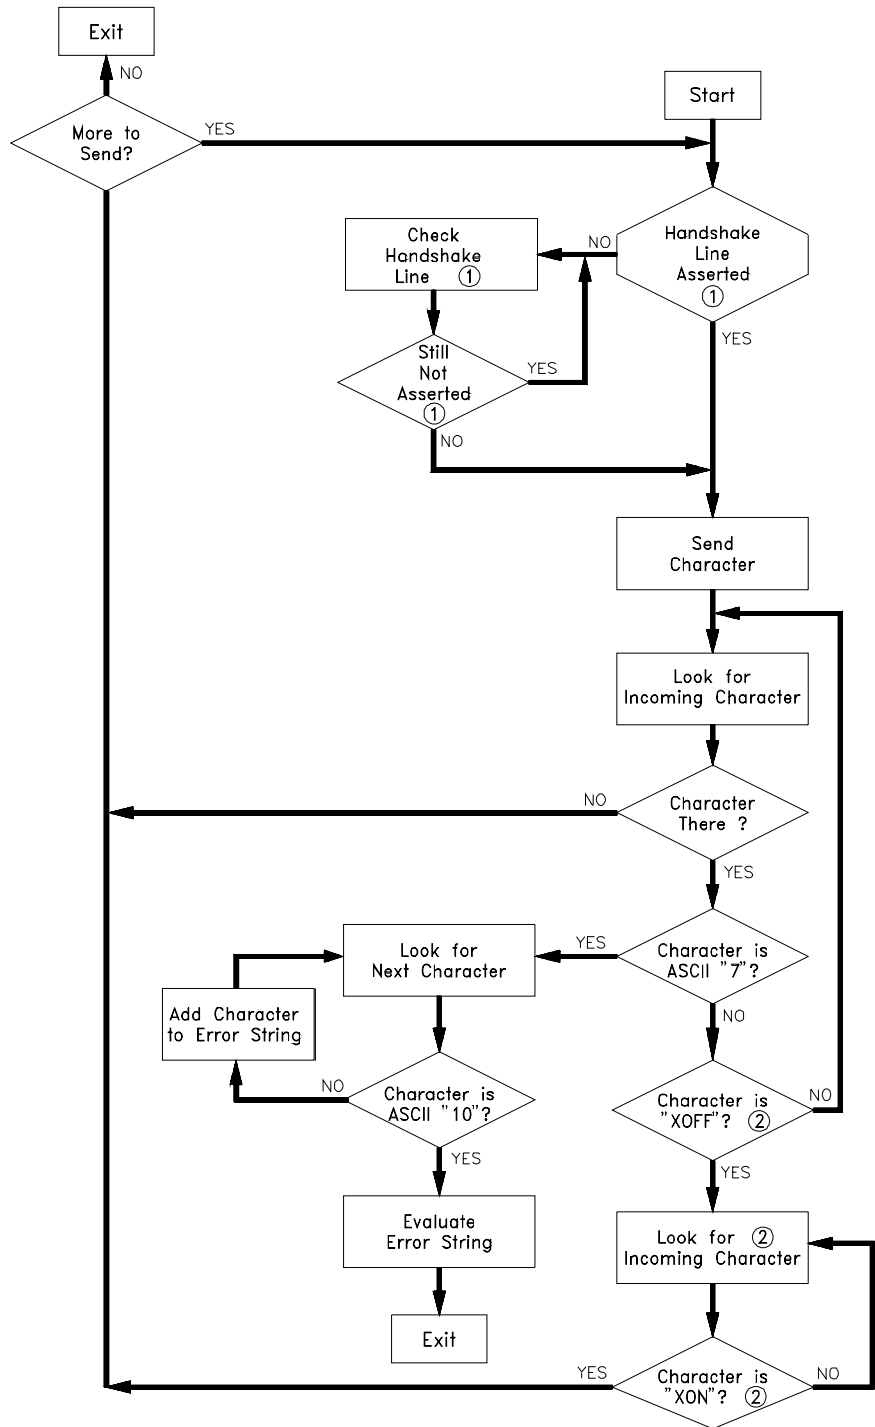 Exit
NO
Start
More to
Send?
YES
Check
Handshake
Line ①
NO
Handshake
Line
Asserted
①
YES
Still
Not
Asserted
①
YES
NO
Send
Character
Look for
Incoming Character
NO
Character
There ?
YES
Look for
Next Character
YES
Character is
ASCII "7"?
NO
Add Character
to Error String
NO
Character is
ASCII "10"?
YES
Character is
"XOFF"? ②
NO
YES
Evaluate
Error String
Look for ②
Incoming Character
Exit
YES
Character is
"XON"? ②
NO